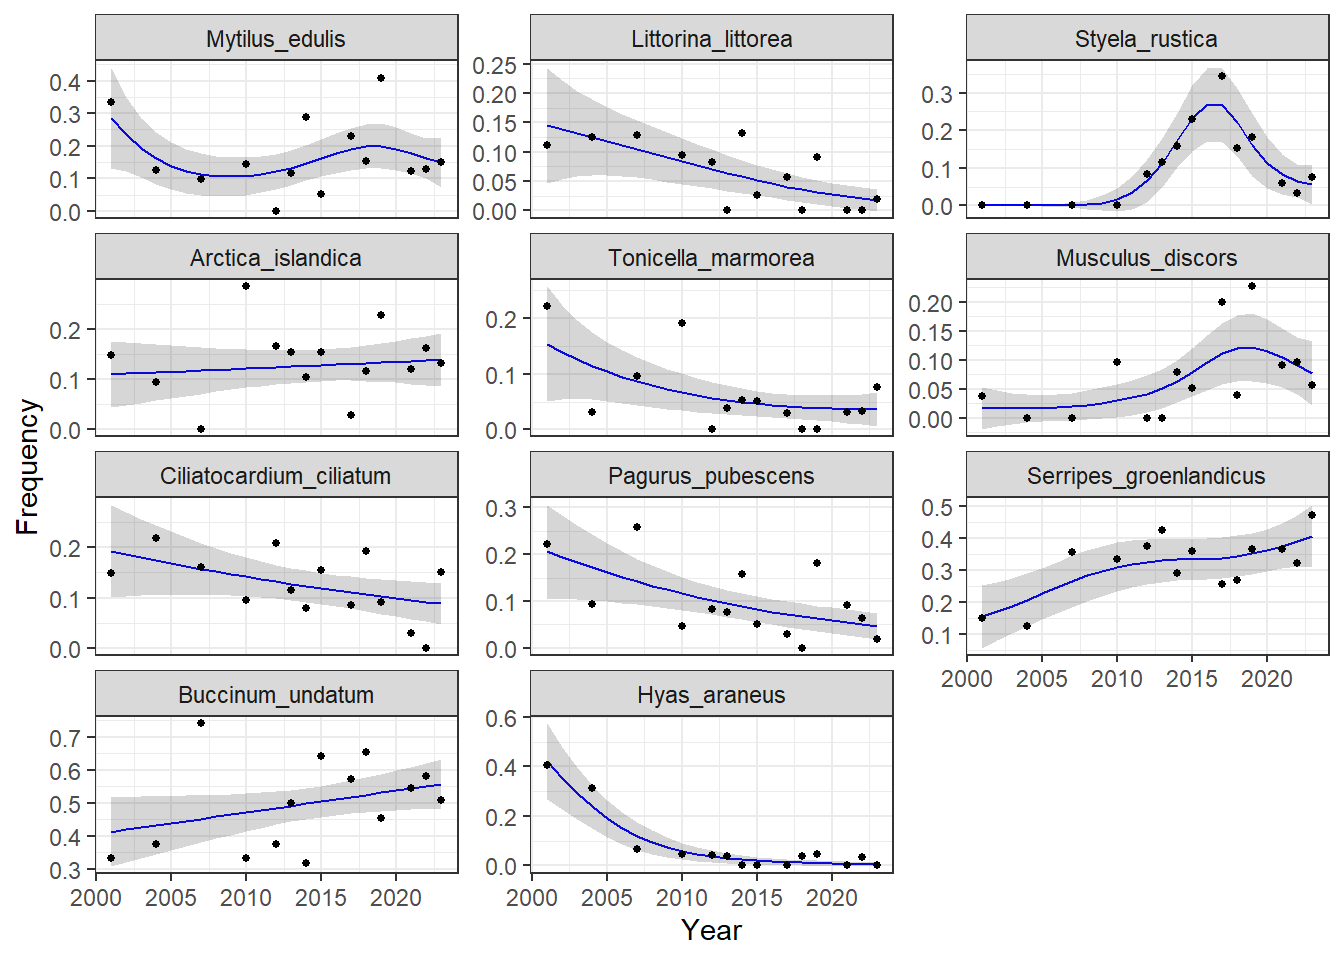 Mytilus_edulis
Littorina_littorea
Styela_rustica
0.4
0.3
0.2
0.1
0.0
0.25
0.20
0.15
0.10
0.05
0.00
0.3
0.2
0.1
0.0
Arctica_islandica
Tonicella_marmorea
Musculus_discors
0.2
0.1
0.0
0.2
0.1
0.0
0.20
0.15
0.10
0.05
0.00
Ciliatocardium_ciliatum
Pagurus_pubescens
Serripes_groenlandicus
0.2
0.1
0.0
0.3
0.2
0.1
0.0
0.5
0.4
0.3
0.2
0.1
2000 2005 2010 2015 2020
Buccinum_undatum
Hyas_araneus
0.7
0.6
0.5
0.4
0.3
0.6
0.4
0.2
0.0
2000 2005 2010 2015 2020
2000 2005 2010 2015 2020
Frequency
Year